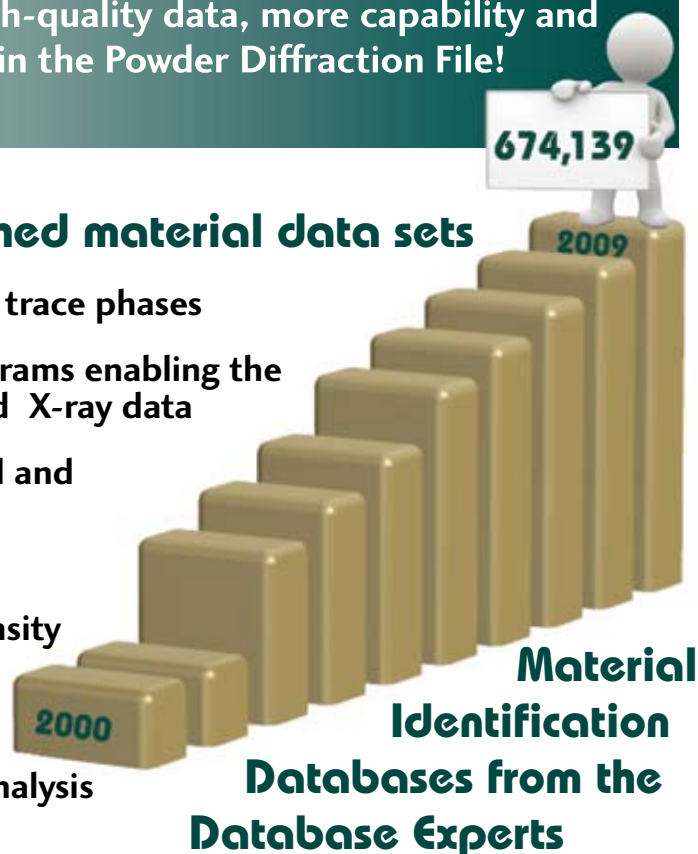 h-quality data, more capability and
in the Powder Diffraction File!
674,139
ned material data sets
2009
trace phases
rams enabling the
d X-ray data
and
nsity
Material
Identification
2000
Databases from the
nalysis
Database Experts